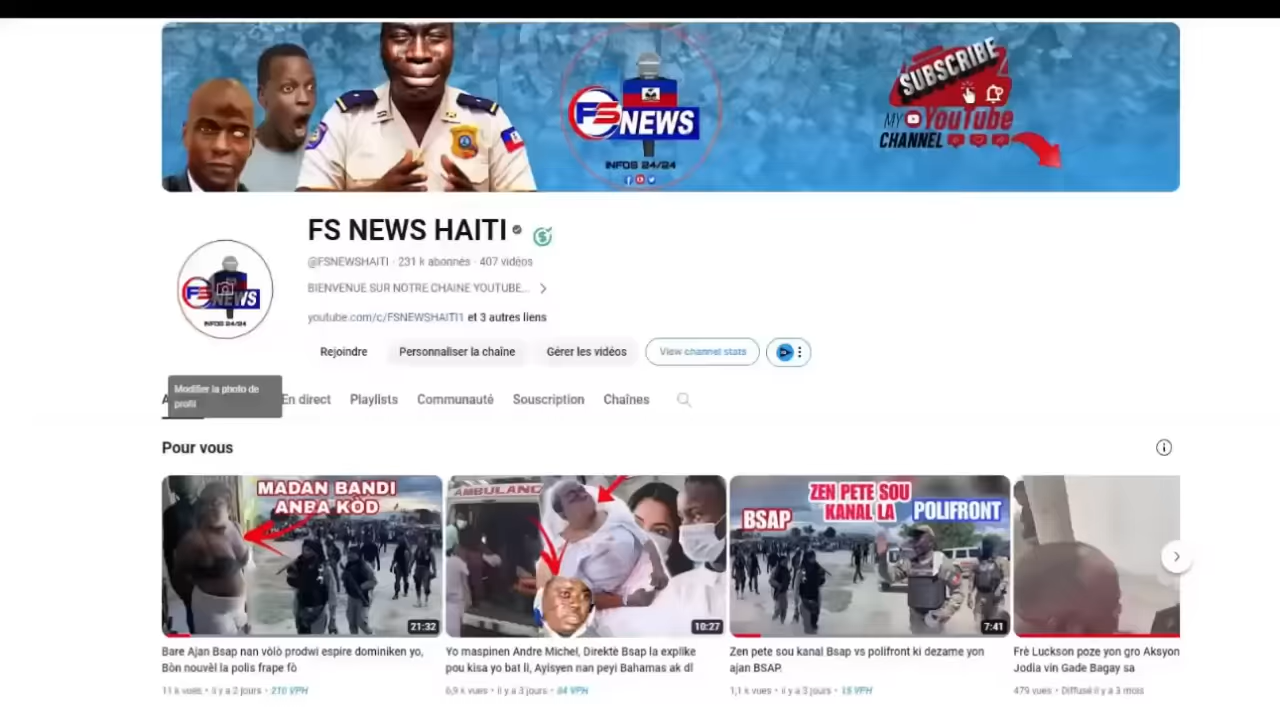 FS NEWS
INFOS 24/24
SUBSCRIBE
MY YouTube
CHANNEL
FS NEWS HAITI
@FSNEWSHAITI · 231 k abonnés · 407 vidéos
BIENVENUE SUR NOTRE CHAINE YOUTUBE...
FS NEWS
INFOS 24/24
youtube.com/c/FSNEWSHAITI1 et 3 autres liens
Rejoindre Personnaliser la chaîne Gérer les vidéos View channel stats
Modifier la photo de
profil
En direct Playlists Communauté Souscription Chaînes
Pour vous
MADAN BANDI
ANBA KÒD
21:32
AMBULANC
10:27
ZEN PETE SOU
KANAL LA
BSAP
POLIFRONT
7:41
Bare Ajan Bsap nan vòlò prodwi espire dominiken yo,
Bòn nouvèl la polis frape fò
11 k vues · il y a 2 jours · 210 VPH
Yo maspinen Andre Michel, Direktè Bsap la explike
pou kisa yo bat li, Ayisyen nan peyi Bahamas ak dl
6,9 k vues · il y a 3 jours · 84 VPH
Zen pete sou kanal Bsap vs polifront ki dezame yon
ajan BSAP.
1,1 k vues · il y a 3 jours · 15 VPH
Frè Luckson poze yon gro Aksyon
Jodia vin Gade Bagay sa
479 vues · Diffusé il y a 3 mois